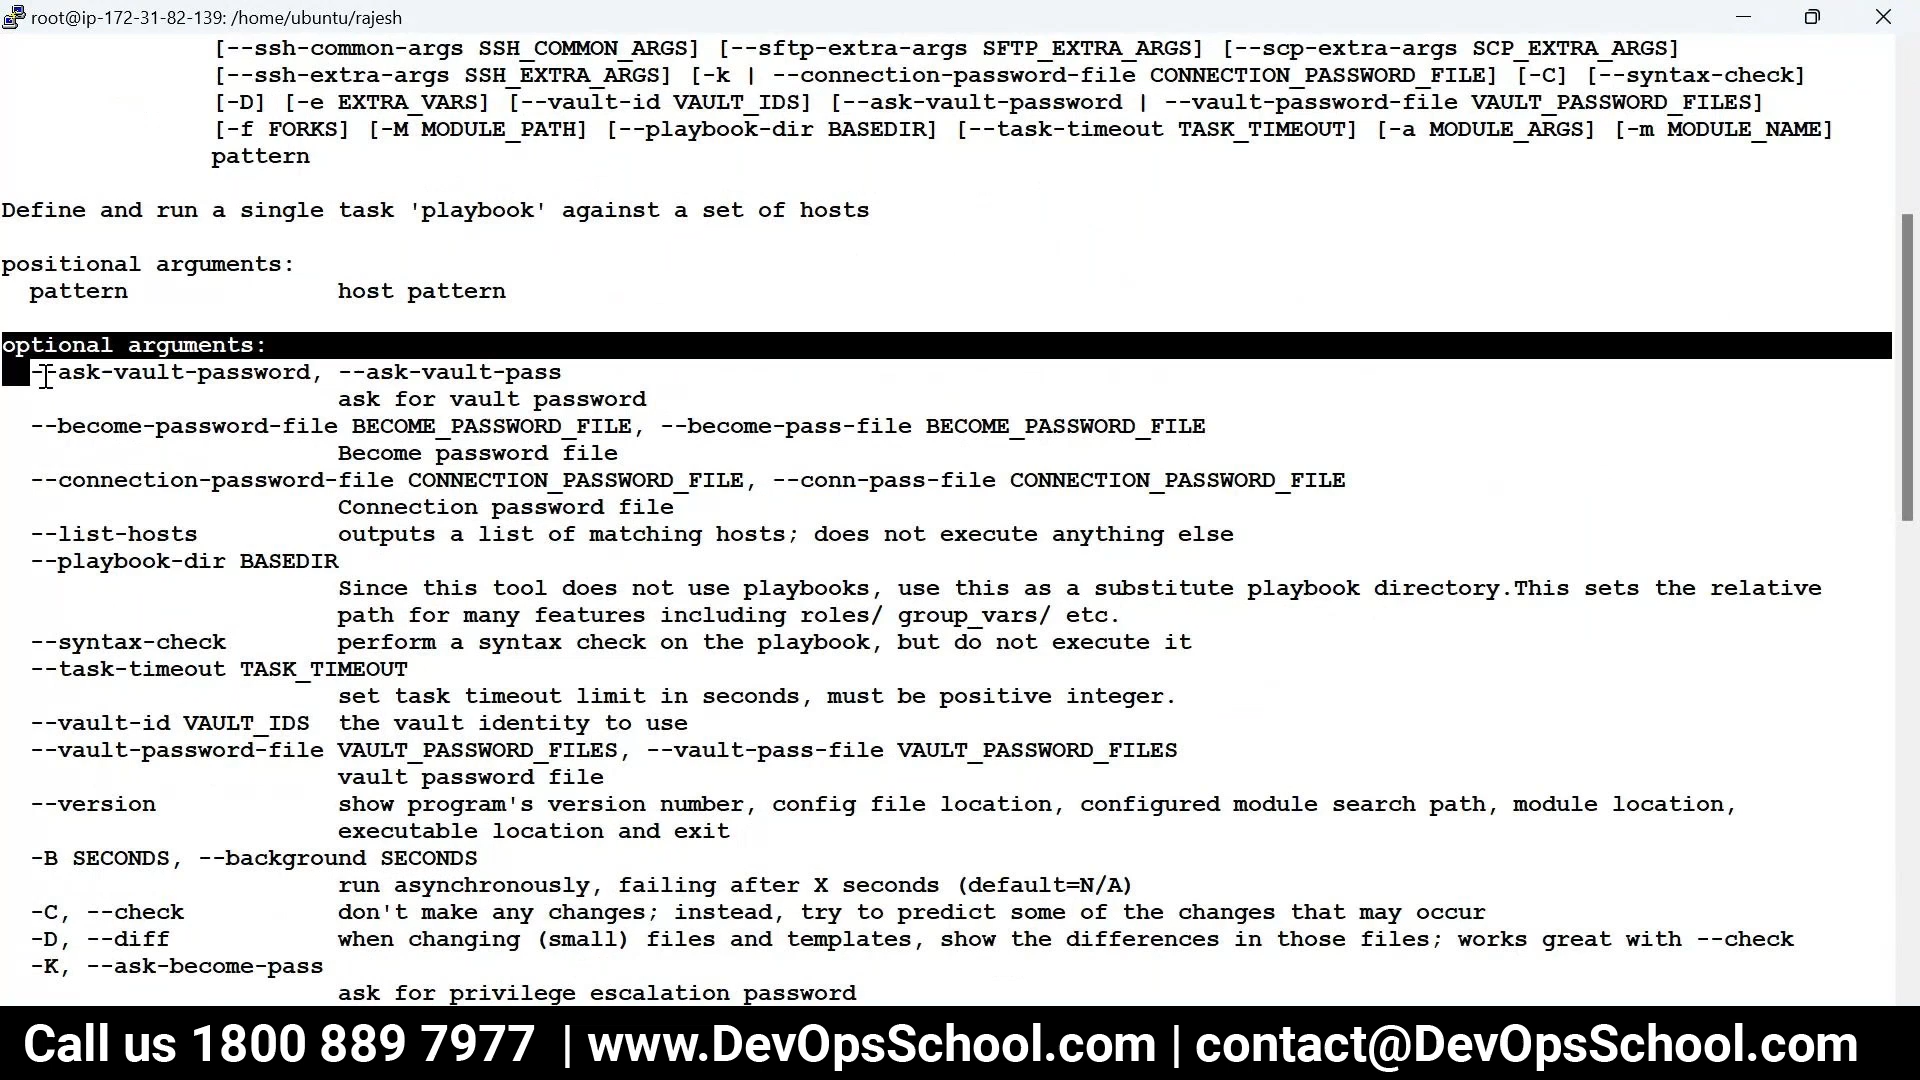 root@ip-172-31-82-139: /home/ubuntu/rajesh
[--ssh-common-args SSH_COMMON_ARGS] [--sftp-extra-args SFTP_EXTRA_ARGS] [--scp-extra-args SCP_EXTRA_ARGS]
[--ssh-extra-args SSH_EXTRA_ARGS] [-k | --connection-password-file CONNECTION_PASSWORD_FILE] [-C] [--syntax-check]
[-D] [-e EXTRA_VARS] [--vault-id VAULT_IDS] [--ask-vault-password | --vault-password-file VAULT_PASSWORD_FILES]
[-f FORKS] [-M MODULE_PATH] [--playbook-dir BASEDIR] [--task-timeout TASK_TIMEOUT] [-a MODULE_ARGS] [-m MODULE_NAME]
pattern
Define and run a single task 'playbook' against a set of hosts
positional arguments:
pattern host pattern
optional arguments:
--ask-vault-password, --ask-vault-pass
ask for vault password
--become-password-file BECOME_PASSWORD_FILE, --become-pass-file BECOME_PASSWORD_FILE
Become password file
--connection-password-file CONNECTION_PASSWORD_FILE, --conn-pass-file CONNECTION_PASSWORD_FILE
Connection password file
--list-hosts outputs a list of matching hosts; does not execute anything else
--playbook-dir BASEDIR
Since this tool does not use playbooks, use this as a substitute playbook directory.This sets the relative
path for many features including roles/ group_vars/ etc.
--syntax-check perform a syntax check on the playbook, but do not execute it
--task-timeout TASK_TIMEOUT
set task timeout limit in seconds, must be positive integer.
--vault-id VAULT_IDS the vault identity to use
--vault-password-file VAULT_PASSWORD_FILES, --vault-pass-file VAULT_PASSWORD_FILES
vault password file
--version show program's version number, config file location, configured module search path, module location,
executable location and exit
-B SECONDS, --background SECONDS
run asynchronously, failing after X seconds (default=N/A)
-C, --check don't make any changes; instead, try to predict some of the changes that may occur
-D, --diff when changing (small) files and templates, show the differences in those files; works great with --check
-K, --ask-become-pass
ask for privilege escalation password
Call us 1800 889 7977 | www.DevOpsSchool.com | contact@DevOpsSchool.com